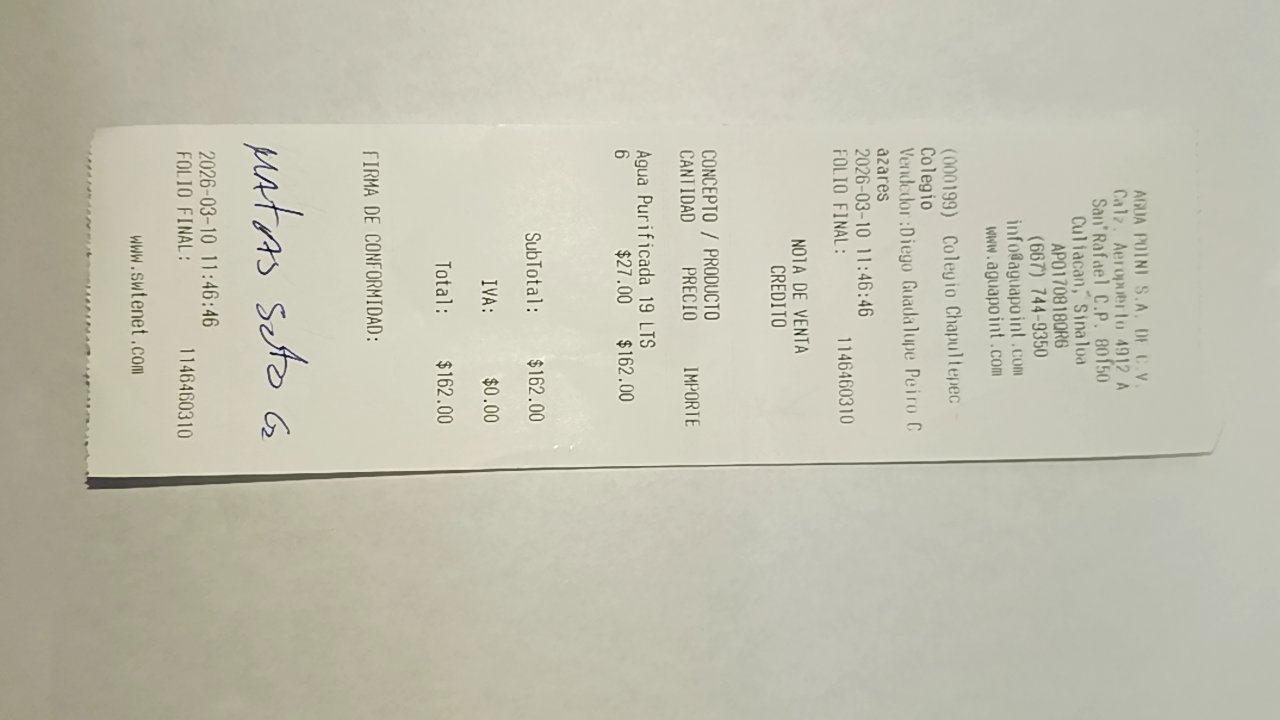 AGUA POINT S.A. DE C.V.
Calz. Aeropuerto 4912 A
San Rafael C.P. 80150
Culiacan, Sinaloa
APO170818QR6
(667) 744-9350
info@aguapoint.com
www.aguapoint.com
(000199) Colegio Chapultepec -
Colegio
Vendedor:Diego Guadalupe Peiro C
azares
2026-03-10 11:46:46
FOLIO FINAL: 1146460310
NOTA DE VENTA
CREDITO
CONCEPTO / PRODUCTO
CANTIDAD PRECIO IMPORTE
Agua Purificada 19 LTS
6 $27.00 $162.00
SubTotal: $162.00
IVA: $0.00
Total: $162.00
FIRMA DE CONFORMIDAD:
MAtAS SotO G
2026-03-10 11:46:46
FOLIO FINAL: 1146460310
www.swtenet.com